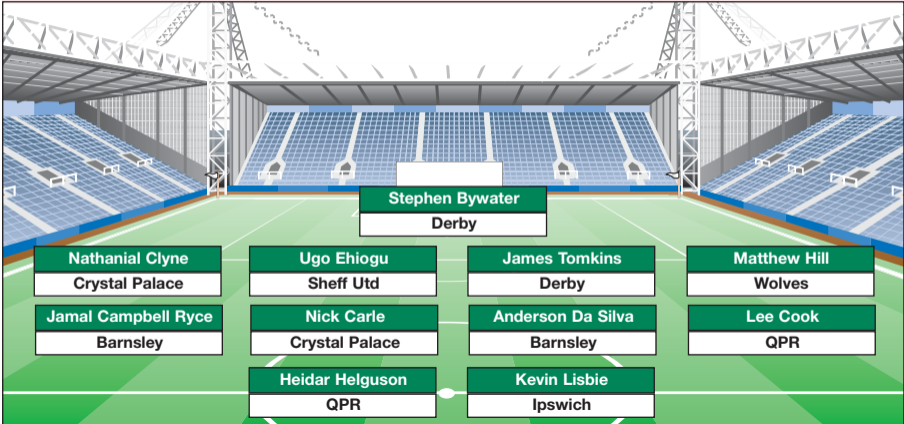 Stephen Bywater
Derby
Nathanial Clyne
Crystal Palace
Ugo Ehiogu
Sheff Utd
James Tomkins
Derby
Matthew Hill
Wolves
Jamal Campbell Ryce
Barnsley
Nick Carle
Crystal Palace
Anderson Da Silva
Barnsley
Lee Cook
QPR
Heidar Helguson
QPR
Kevin Lisbie
Ipswich